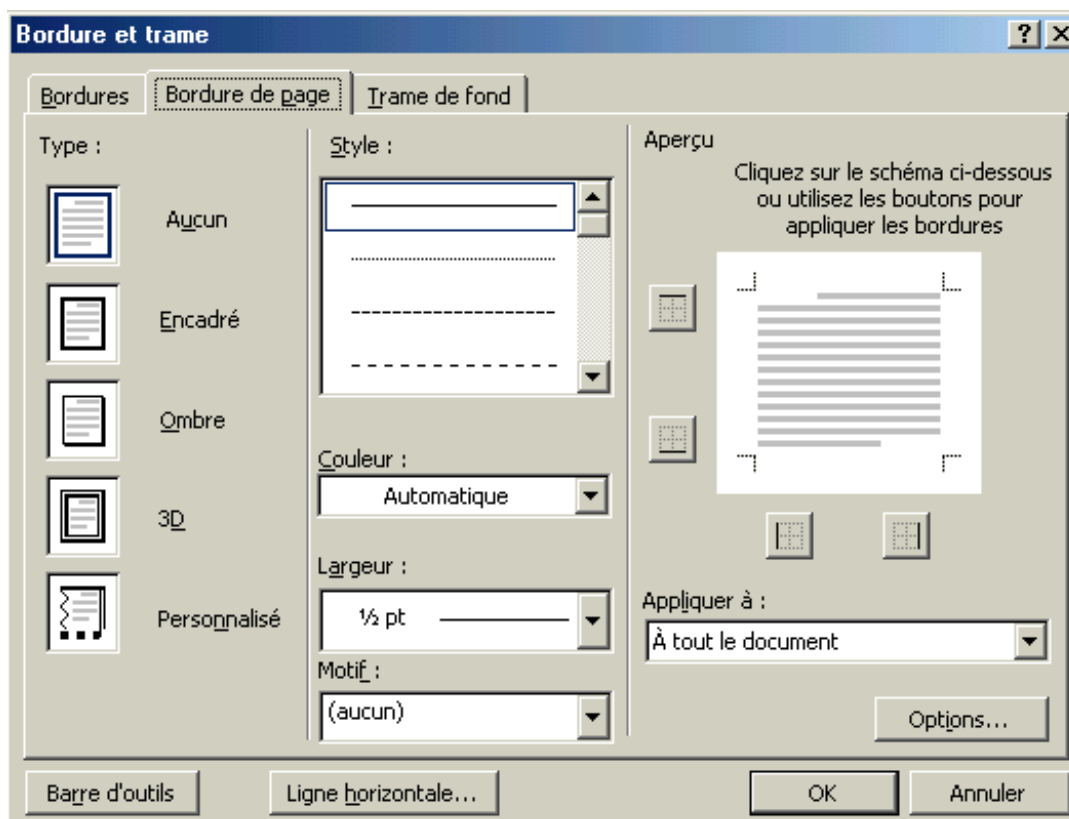 Bordure et trame
Bordures
Bordure de page
Trame de fond
Type :
Aucun
Encadré
Ombre
3D
Personnalisé
Style :
Couleur :
Automatique
Largeur :
½ pt
Motif :
(aucun)
Aperçu
Cliquez sur le schéma ci-dessous
ou utilisez les boutons pour
appliquer les bordures
Appliquer à :
À tout le document
Options...
Barre d'outils
Ligne horizontale...
OK
Annuler